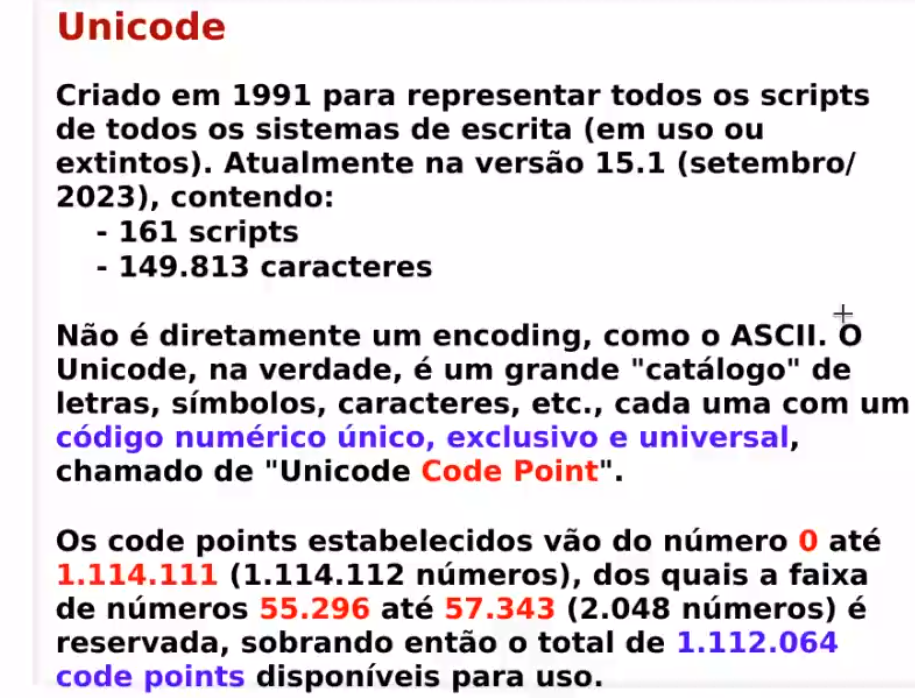 Unicode
Criado em 1991 para representar todos os scripts
de todos os sistemas de escrita (em uso ou
extintos). Atualmente na versão 15.1 (setembro/
2023), contendo:
- 161 scripts
- 149.813 caracteres
Não é diretamente um encoding, como o ASCII. O
Unicode, na verdade, é um grande "catálogo" de
letras, símbolos, caracteres, etc., cada uma com um
código numérico único, exclusivo e universal,
chamado de "Unicode Code Point".
Os code points estabelecidos vão do número 0 até
1.114.111 (1.114.112 números), dos quais a faixa
de números 55.296 até 57.343 (2.048 números) é
reservada, sobrando então o total de 1.112.064
code points disponíveis para uso.